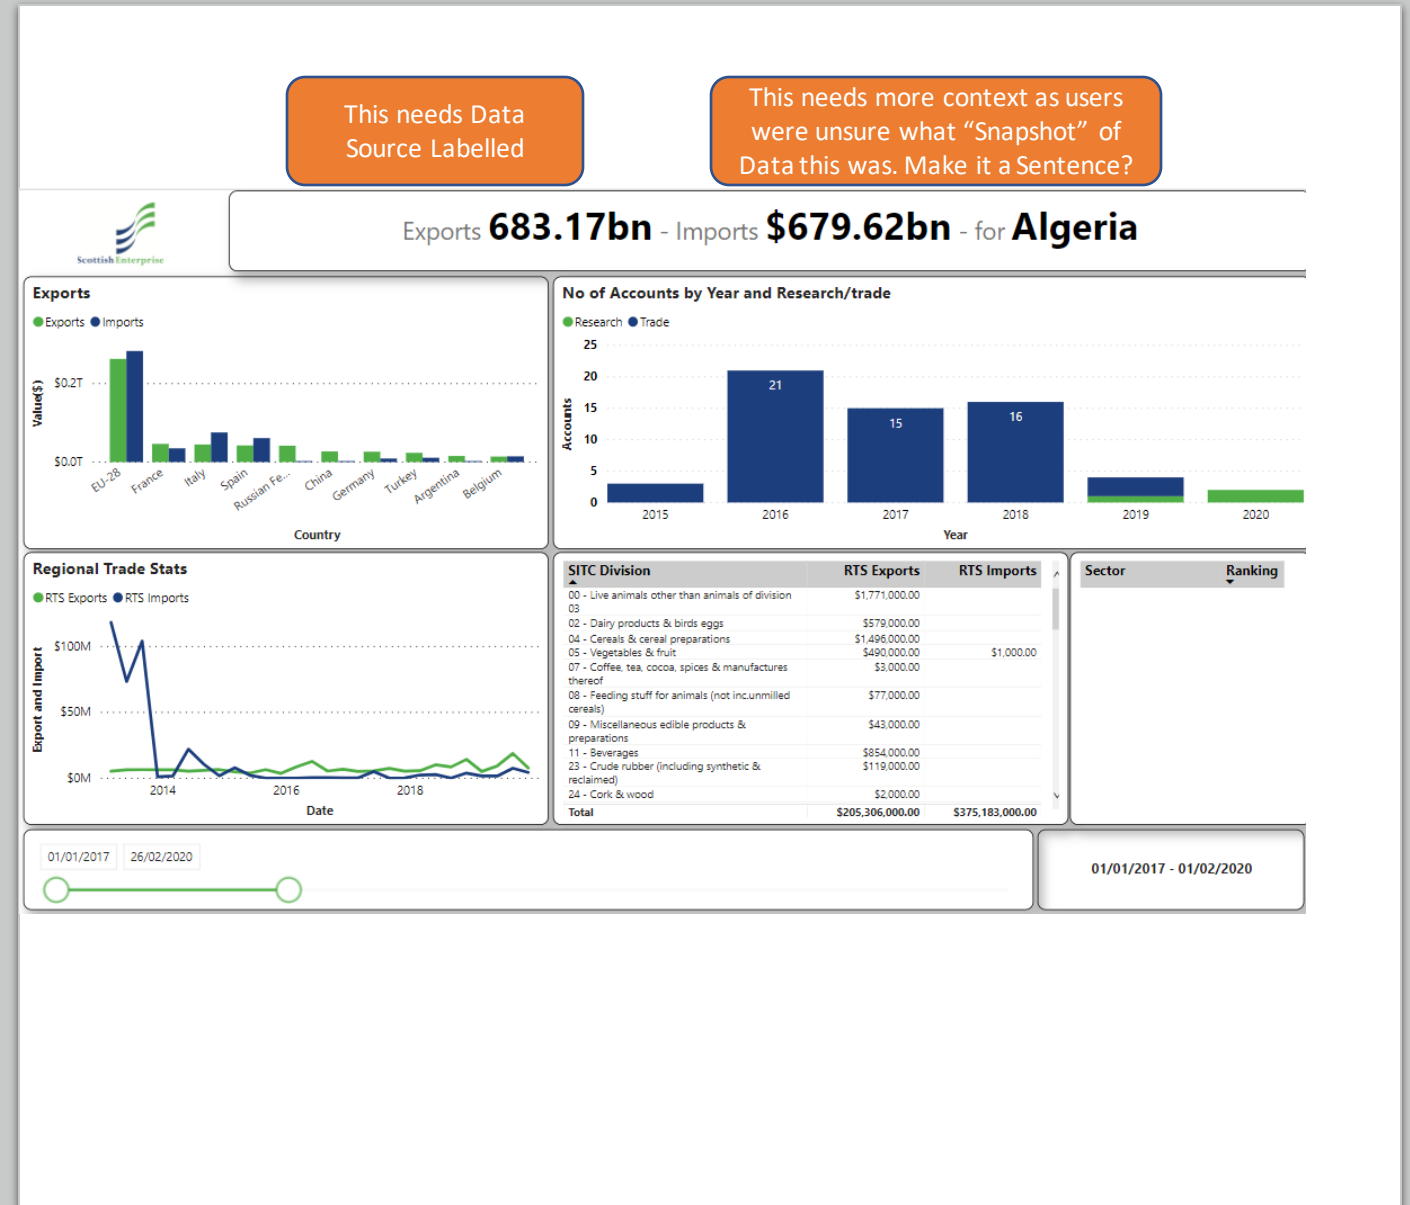 This needs Data
Source Labelled
This needs more context as users
were unsure what “Snapshot” of
Data this was. Make it a Sentence?
Scottish Enterprise
Exports 683.17bn - Imports $679.62bn - for Algeria
Exports
Exports Imports
Value($)
$0.2T
$0.0T
EU-28
France
Italy
Spain
Russian Fe...
China
Germany
Turkey
Argentina
Belgium
Country
No of Accounts by Year and Research/trade
Research Trade
Accounts
25
20
15
10
5
0
21
15
16
2015 2016 2017 2018 2019 2020
Year
Regional Trade Stats
RTS Exports RTS Imports
Export and Import
$100M
$50M
$0M
2014 2016 2018
Date
SITC Division RTS Exports RTS Imports
00 - Live animals other than animals of division $1,771,000.00
03
02 - Dairy products & birds eggs $579,000.00
04 - Cereals & cereal preparations $1,496,000.00
05 - Vegetables & fruit $490,000.00 $1,000.00
07 - Coffee, tea, cocoa, spices & manufactures $3,000.00
thereof
08 - Feeding stuff for animals (not inc.unmilled $77,000.00
cereals)
09 - Miscellaneous edible products & $43,000.00
preparations
11 - Beverages $854,000.00
23 - Crude rubber (including synthetic & $119,000.00
reclaimed)
24 - Cork & wood $2,000.00
Total $205,306,000.00 $375,183,000.00
Sector Ranking
01/01/2017 26/02/2020
01/01/2017 - 01/02/2020